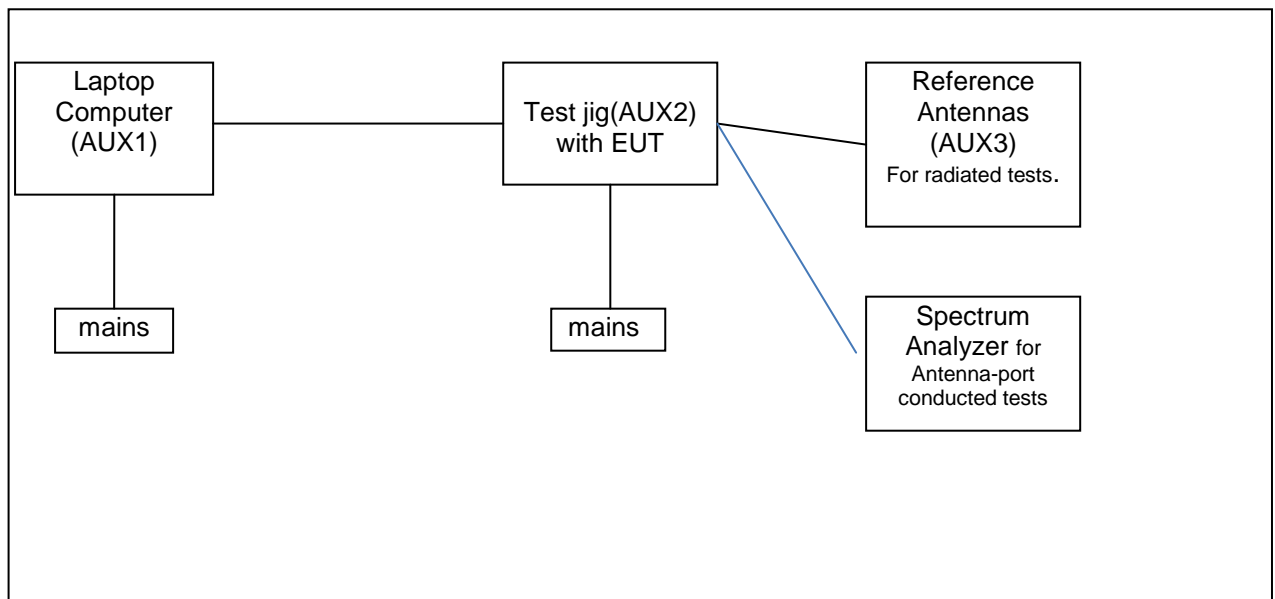 Laptop
Computer
(AUX1)
Test jig(AUX2)
with EUT
Reference
Antennas
(AUX3)
For radiated tests.
mains
mains
Spectrum
Analyzer for
Antenna-port
conducted tests